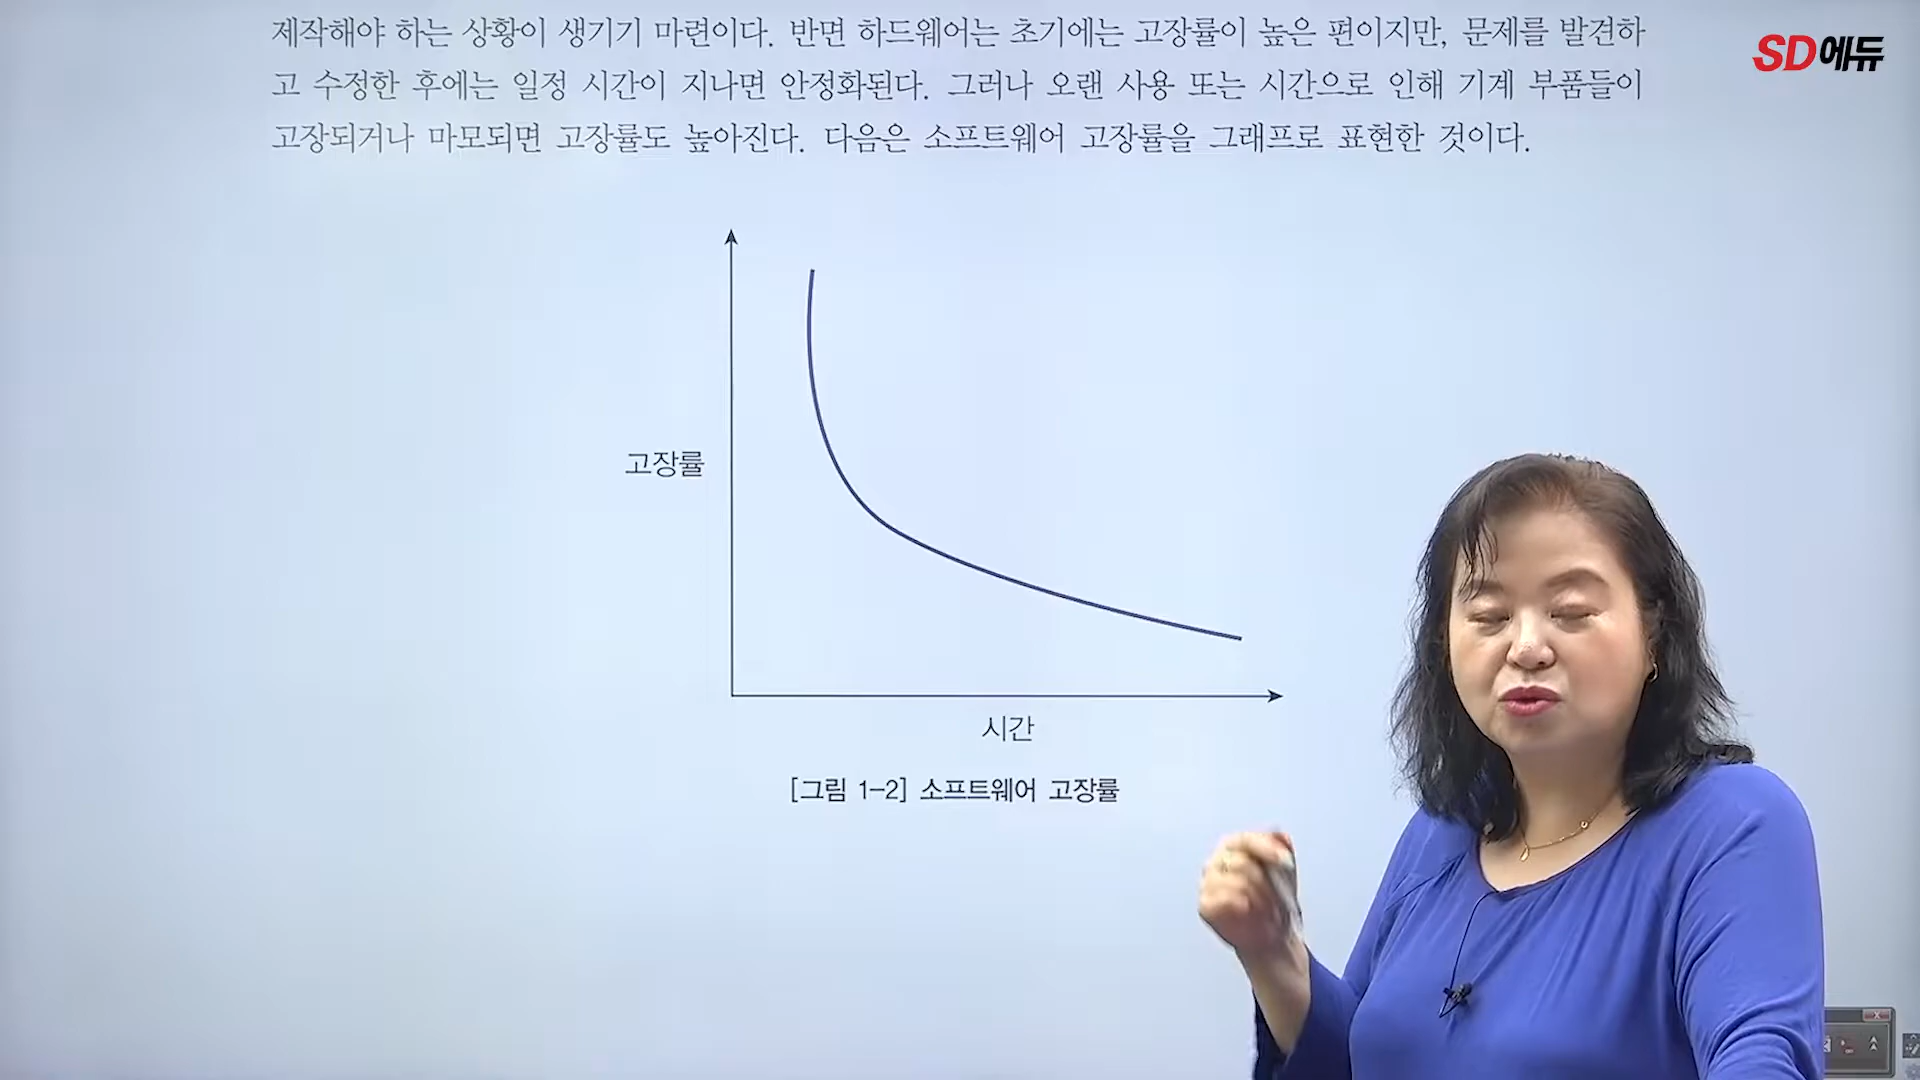 제작해야 하는 상황이 생기기 마련이다. 반면 하드웨어는 초기에는 고장률이 높은 편이지만, 문제를 발견하
고 수정한 후에는 일정 시간이 지나면 안정화된다. 그러나 오랜 사용 또는 시간으로 인해 기계 부품들이
고장되거나 마모되면 고장률도 높아진다. 다음은 소프트웨어 고장률을 그래프로 표현한 것이다.
SD에듀
고장률
시간
[그림 1-2] 소프트웨어 고장률